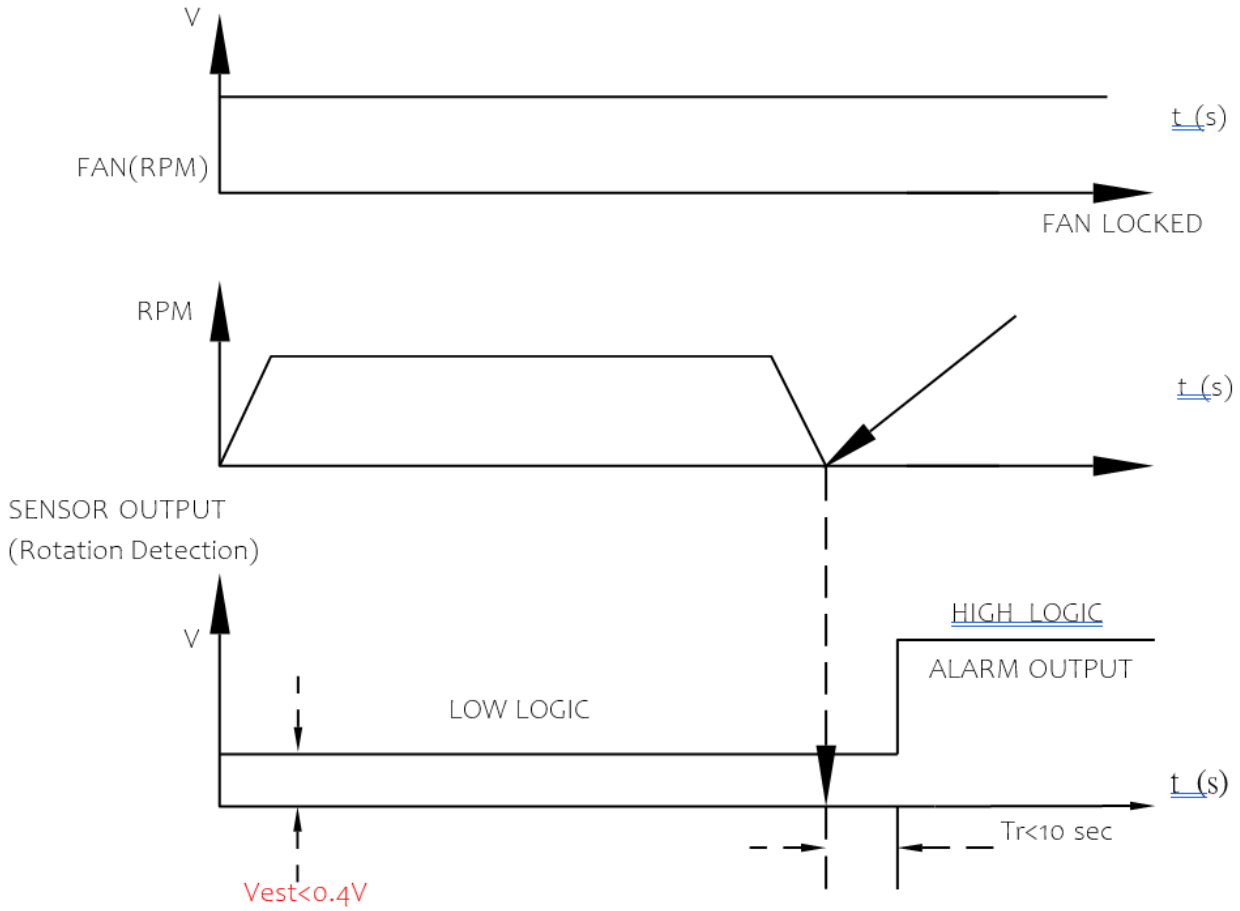 V
t (s)
FAN(RPM)
FAN LOCKED
RPM
t (s)
SENSOR OUTPUT
(Rotation Detection)
V
HIGH LOGIC
ALARM OUTPUT
LOW LOGIC
t (s)
Tr<10 sec
Vest<0.4V